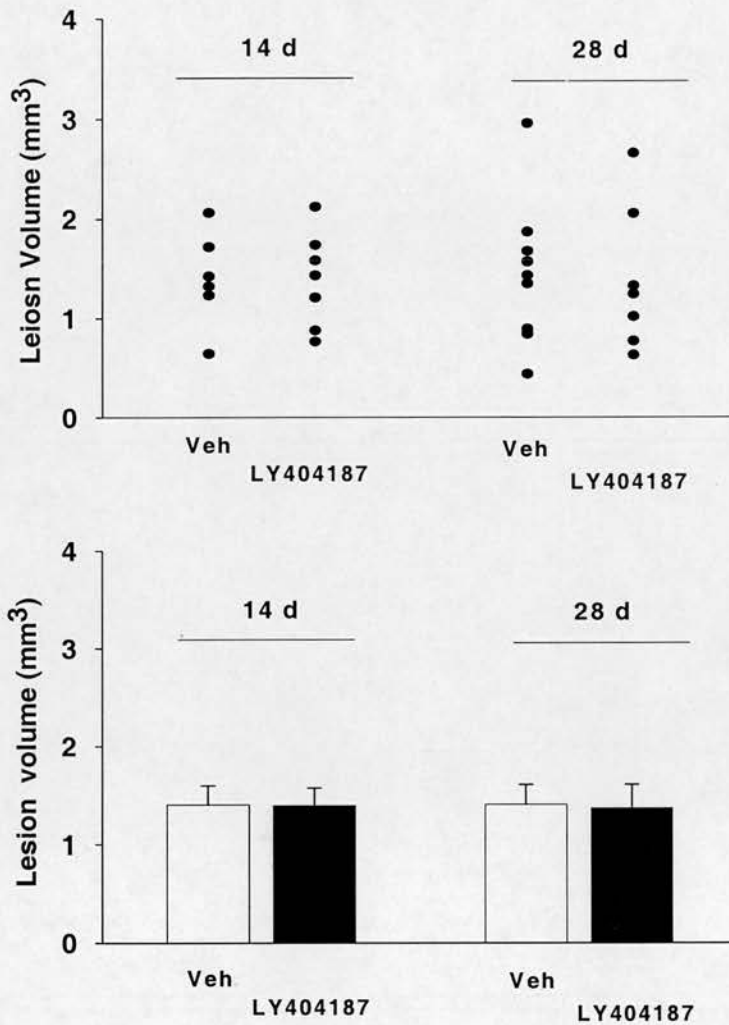 4
14 d
28 d
3
2
1
0
Leiosn Volume (mm³)
Veh
Veh
LY404187
LY404187
4
14 d
28 d
3
2
1
0
Lesion volume (mm³)
Veh
Veh
LY404187
LY404187